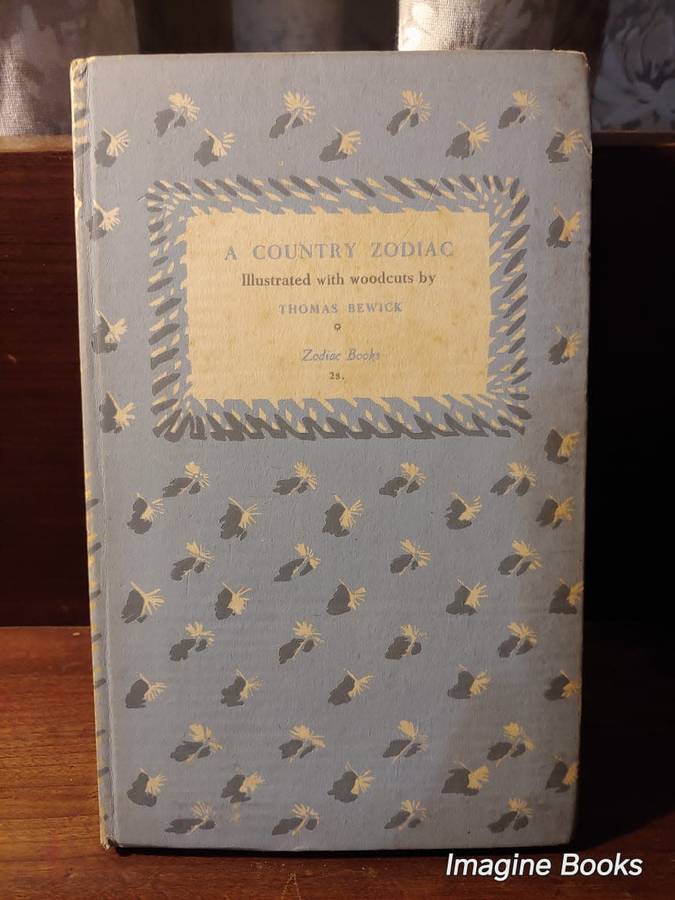 A COUNTRY ZODIAC
Illustrated with woodcuts by
THOMAS BEWICK
Zodiac Books
2s.
Imagine Books